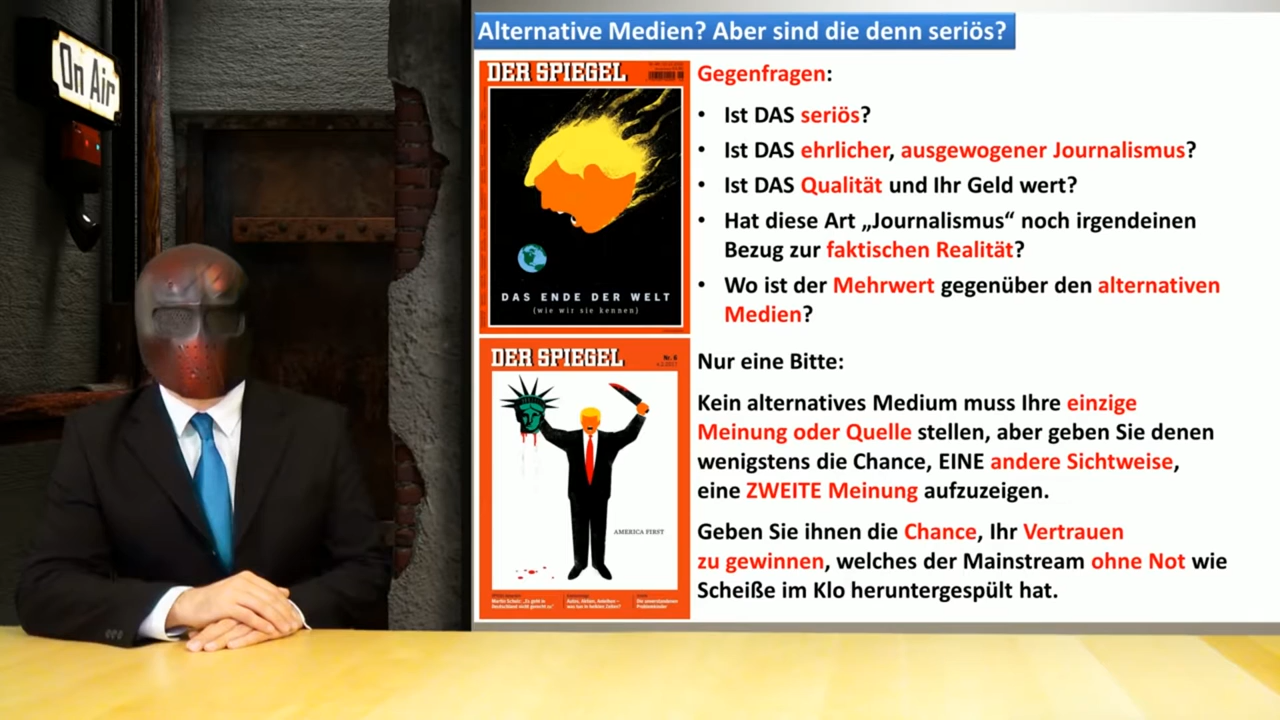 On Air
Alternative Medien? Aber sind die denn seriös?
DER SPIEGEL
DAS ENDE DER WELT
(wie wir sie kennen)
Gegenfragen:
• Ist DAS seriös?
• Ist DAS ehrlicher, ausgewogener Journalismus?
• Ist DAS Qualität und Ihr Geld wert?
• Hat diese Art „Journalismus“ noch irgendeinen
Bezug zur faktischen Realität?
• Wo ist der Mehrwert gegenüber den alternativen
Medien?
DER SPIEGEL
Nr. 6
AMERICA FIRST
Nur eine Bitte:
Kein alternatives Medium muss Ihre einzige
Meinung oder Quelle stellen, aber geben Sie denen
wenigstens die Chance, EINE andere Sichtweise,
eine ZWEITE Meinung aufzuzeigen.
Geben Sie ihnen die Chance, Ihr Vertrauen
zu gewinnen, welches der Mainstream ohne Not wie
Scheiße im Klo heruntergespült hat.